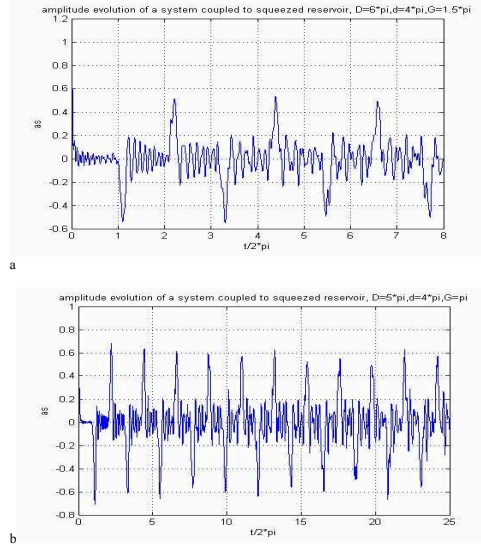 amplitude evolution of a system coupled to squeezed reservoir, D=6*pi,d=4*pi,G=1.5*pi
1.2
1
0.8
0.6
0.4
0.2
0
-0.2
-0.4
-0.6
as
0 1 2 3 4 5 6 7 8
t/2*pi
a
amplitude evolution of a system coupled to squeezed reservoir, D=5*pi,d=4*pi,G=pi
1
0.8
0.6
0.4
0.2
0
-0.2
-0.4
-0.6
-0.8
as
0 5 10 15 20 25
t/2*pi
b